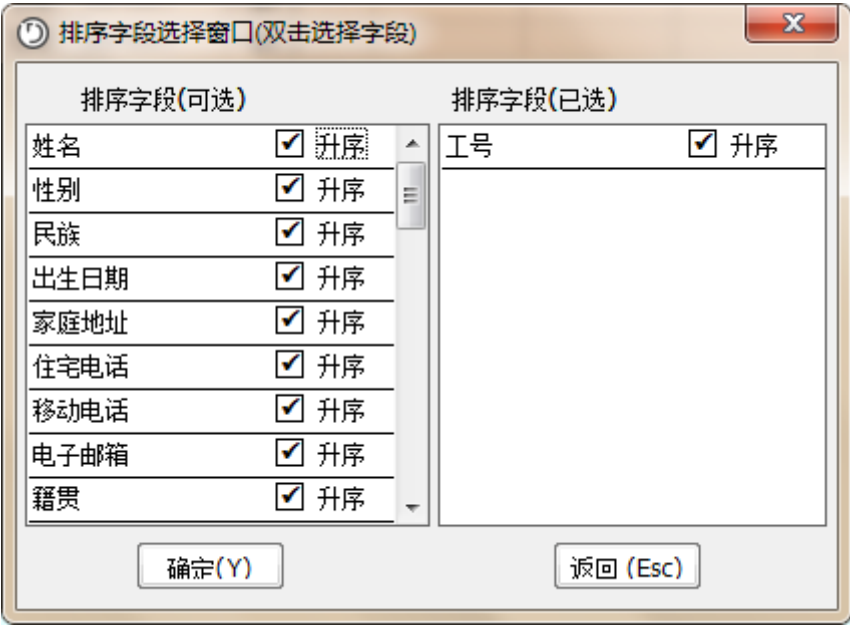 排序字段选择窗口(双击选择字段)
排序字段(可选) 排序字段(已选)
姓名 升序 工号 升序
性别 升序
民族 升序
出生日期 升序
家庭地址 升序
住宅电话 升序
移动电话 升序
电子邮箱 升序
籍贯 升序
确定(Y) 返回 (Esc)